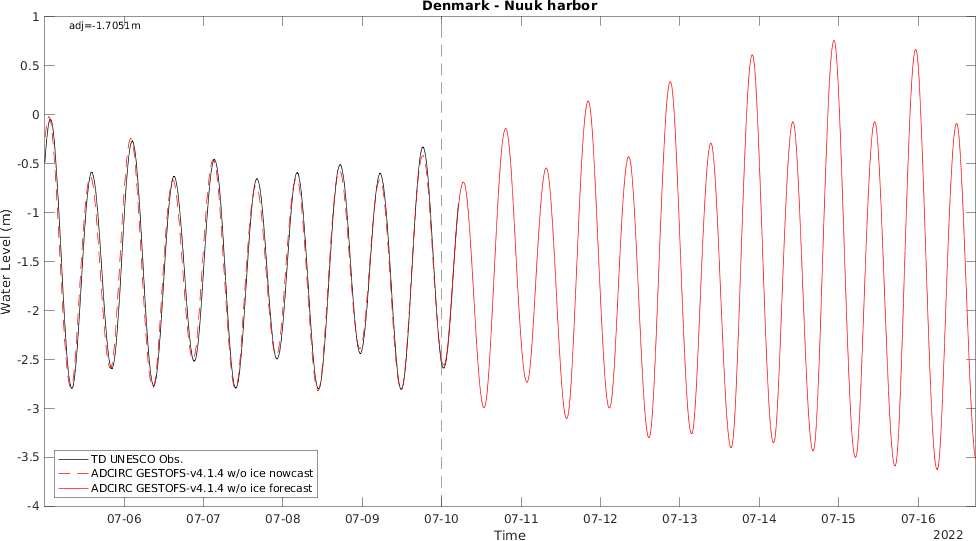 Denmark - Nuuk harbor
adj=-1.7051m
1
0.5
0
-0.5
-1
-1.5
-2
-2.5
-3
-3.5
-4
Water Level (m)
TD UNESCO Obs.
ADCIRC GESTOFS-v4.1.4 w/o ice nowcast
ADCIRC GESTOFS-v4.1.4 w/o ice forecast
07-06 07-07 07-08 07-09 07-10 07-11 07-12 07-13 07-14 07-15 07-16
Time
2022